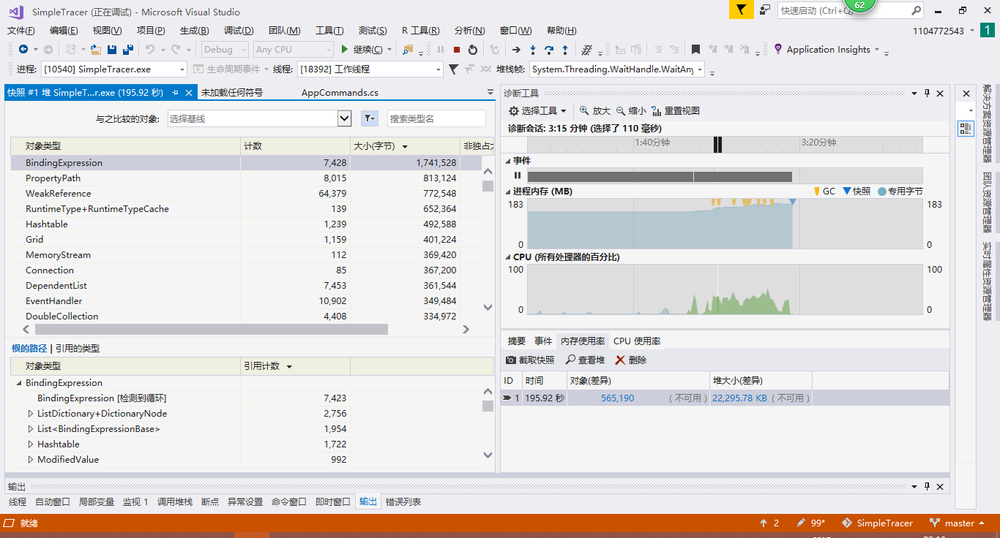 SimpleTracer (正在调试) - Microsoft Visual Studio
62
快速启动 (Ctrl+Q)
文件(F) 编辑(E) 视图(V) 项目(P) 生成(B) 调试(D) 团队(M) 工具(T) 测试(S) R 工具(R) 分析(N) 窗口(W) 帮助(H)
1104772543
1
Debug Any CPU 继续(C) Application Insights
进程: [10540] SimpleTracer.exe 生命周期事件 线程: [18392] 工作线程 堆栈帧: System.Threading.WaitHandle.WaitAny
快照 #1 堆 SimpleT...r.exe (195.92 秒) 未加载任何符号 AppCommands.cs
与之比较的对象: 选择基线 搜索类型名
对象类型 计数 大小(字节) 非独占大
BindingExpression 7,428 1,741,528
PropertyPath 8,015 813,124
WeakReference 64,379 772,548
RuntimeType+RuntimeTypeCache 139 652,364
Hashtable 1,239 492,588
Grid 1,159 401,224
MemoryStream 112 369,420
Connection 85 367,200
DependentList 7,453 361,544
EventHandler 10,902 349,484
DoubleCollection 4,408 334,972
根的路径 | 引用的类型
对象类型 引用计数
BindingExpression
BindingExpression [检测到循环] 7,423
ListDictionary+DictionaryNode 2,756
List<BindingExpressionBase> 1,954
Hashtable 1,722
ModifiedValue 992
诊断工具
选择工具 放大 缩小 重置视图
诊断会话: 3:15 分钟 (选择了 110 毫秒)
1:40分钟 3:20分钟
事件
进程内存 (MB) GC 快照 专用字节
183 183
0 0
CPU (所有处理器的百分比)
100 100
0 0
摘要 事件 内存使用率 CPU 使用率
截取快照 查看堆 删除
ID 时间 对象(差异) 堆大小(差异)
1 195.92 秒 565,190 (不可用) 22,295.78 KB (不可用)
解决方案资源管理器
团队资源管理器
实时属性资源管理器
输出
线程 自动窗口 局部变量 监视 1 调用堆栈 断点 异常设置 命令窗口 即时窗口 输出 错误列表
就绪 2 99* SimpleTracer master